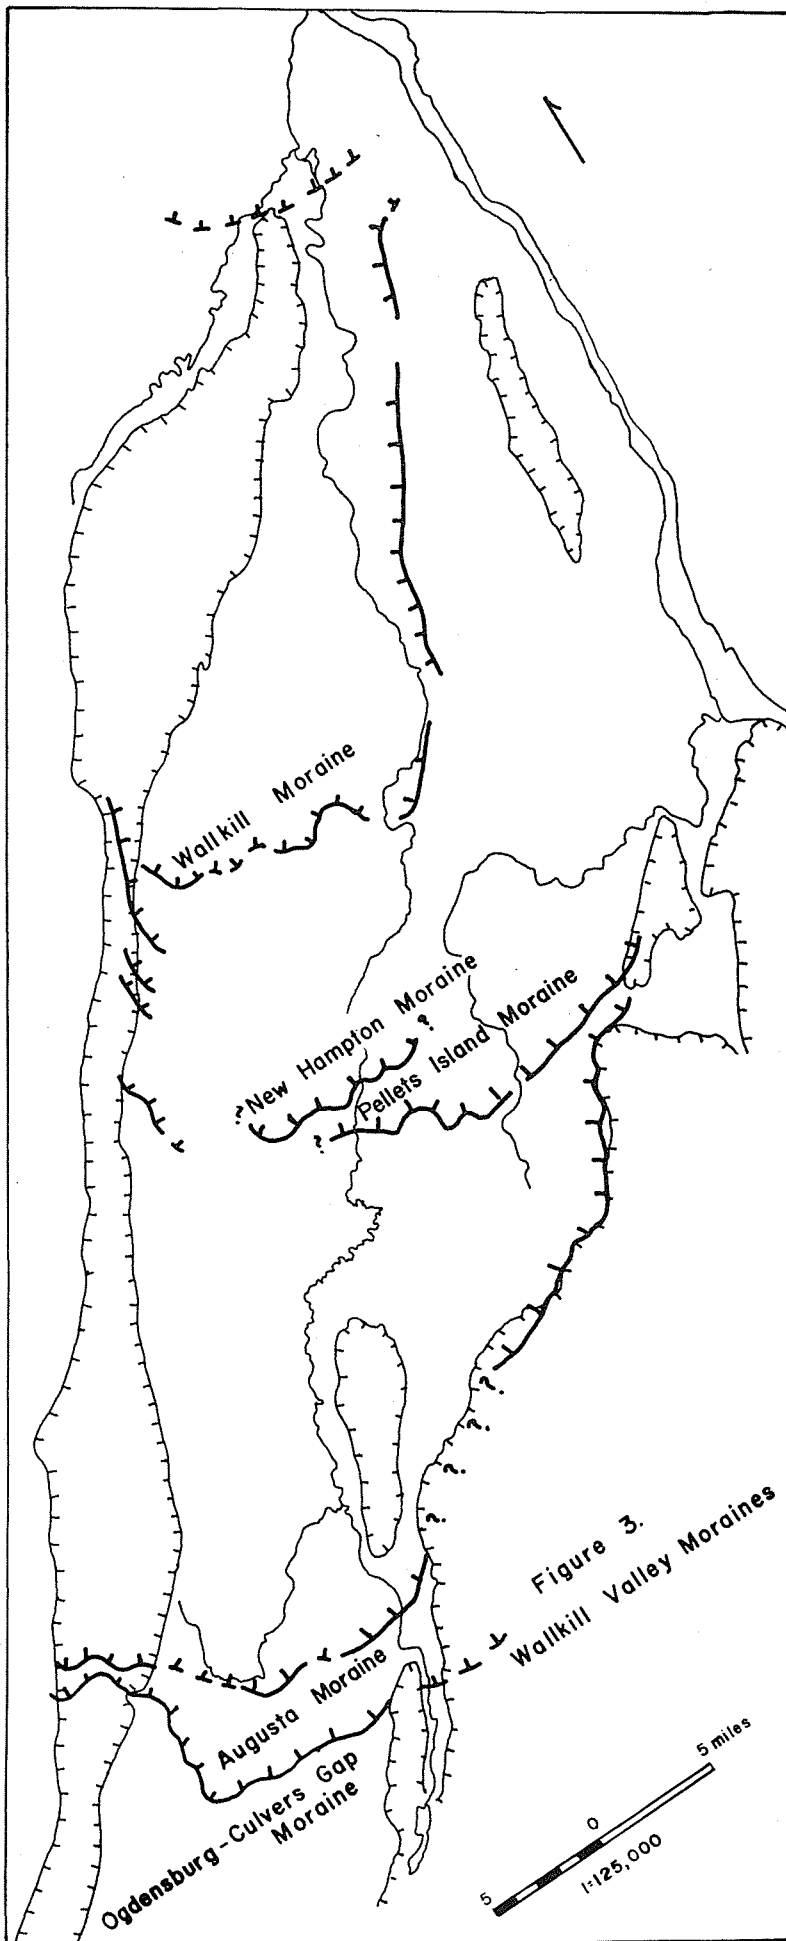 Wallkill Moraine
New Hampton Moraine
?
?
Pellets Island Moraine
?
?
?
?
?
Figure 3.
Wallkill Valley Moraines
Augusta Moraine
Ogdensburg-Culvers Gap
Moraine
5 0 5 miles
1=125,000